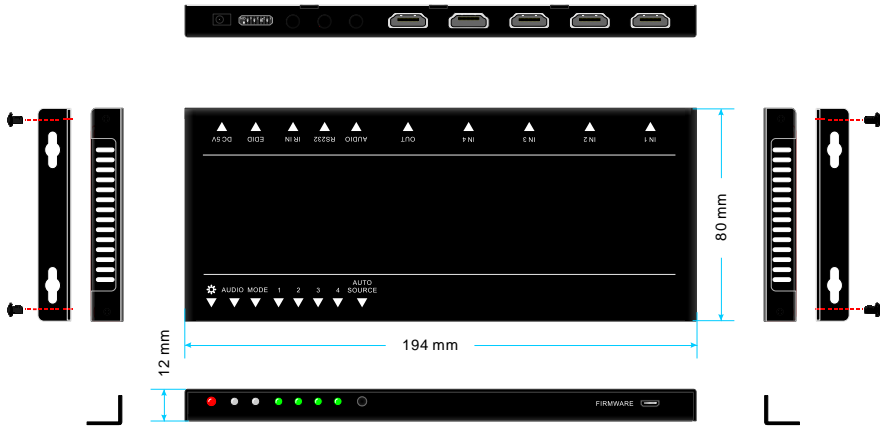 DC 5V EDID IR IN RS232 AUDIO OUT IN 4 IN 3 IN 2 IN 1
80 mm
AUDIO MODE 1 2 3 4 AUTO SOURCE
194 mm
12 mm
FIRMWARE